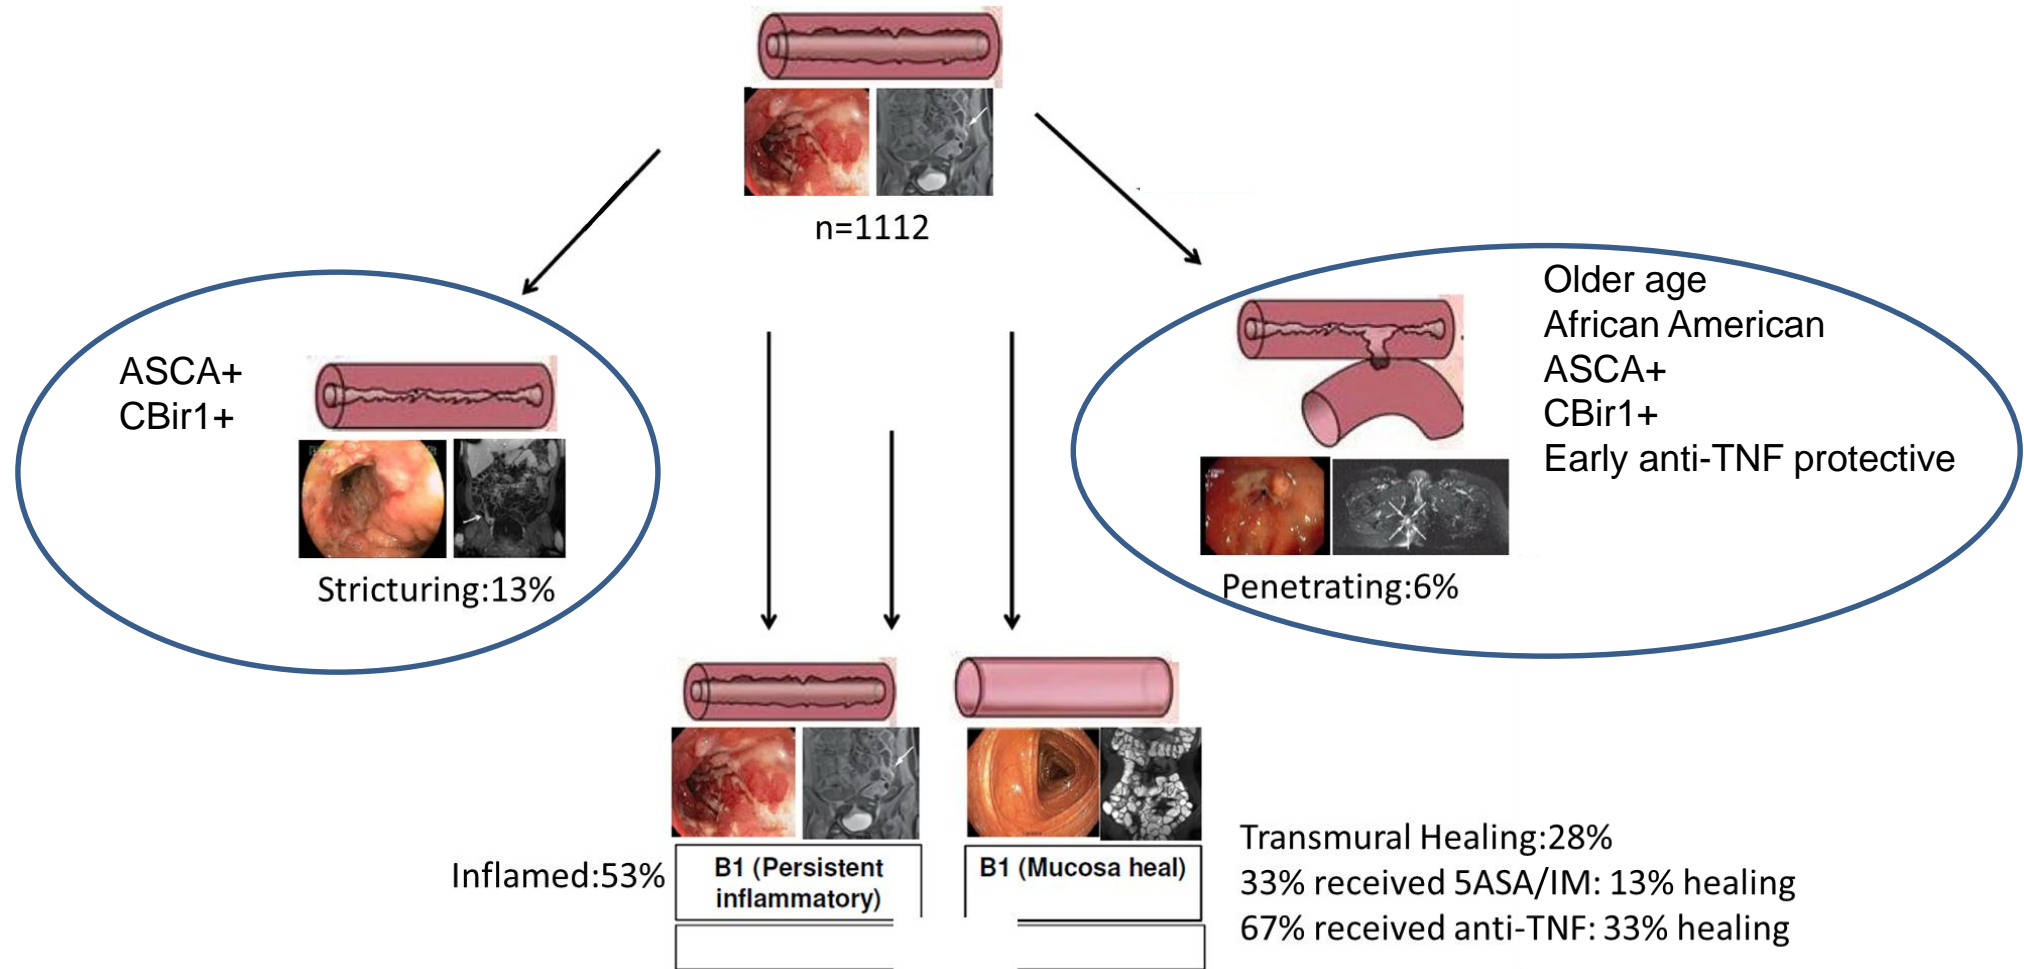 n=1112
ASCA+
CBir1+
Stricturing:13%
Older age
African American
ASCA+
CBir1+
Early anti-TNF protective
Penetrating:6%
Inflamed:53%
B1 (Persistent
inflammatory)
B1 (Mucosa heal)
Transmural Healing:28%
33% received 5ASA/IM: 13% healing
67% received anti-TNF: 33% healing